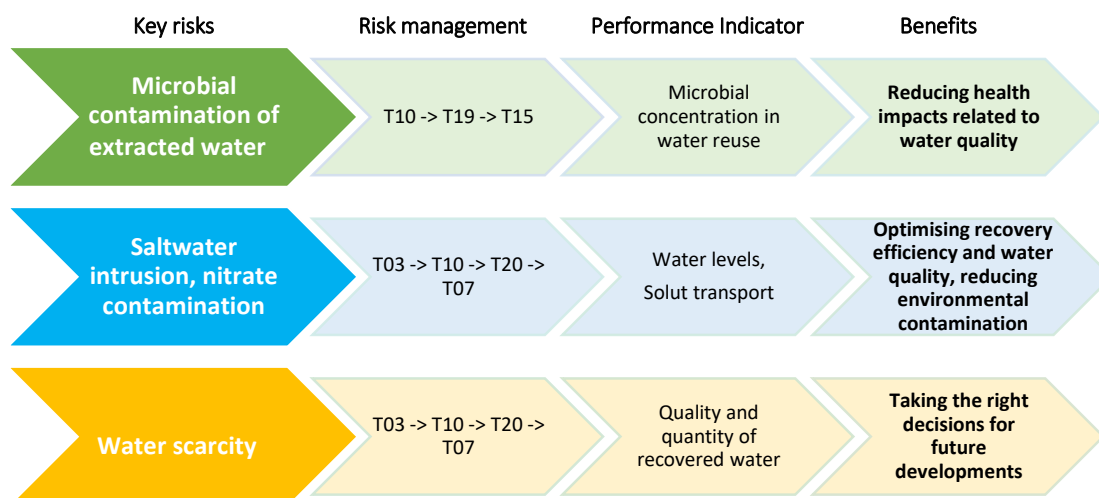 Key risks
Risk management
Performance Indicator
Benefits
Microbial
contamination of
extracted water
T10 -> T19 -> T15
Microbial
concentration in
water reuse
Reducing health
impacts related to
water quality
Saltwater
intrusion, nitrate
contamination
T03 -> T10 -> T20 ->
T07
Water levels,
Solut transport
Optimising recovery
efficiency and water
quality, reducing
environmental
contamination
Water scarcity
T03 -> T10 -> T20 ->
T07
Quality and
quantity of
recovered water
Taking the right
decisions for
future
developments